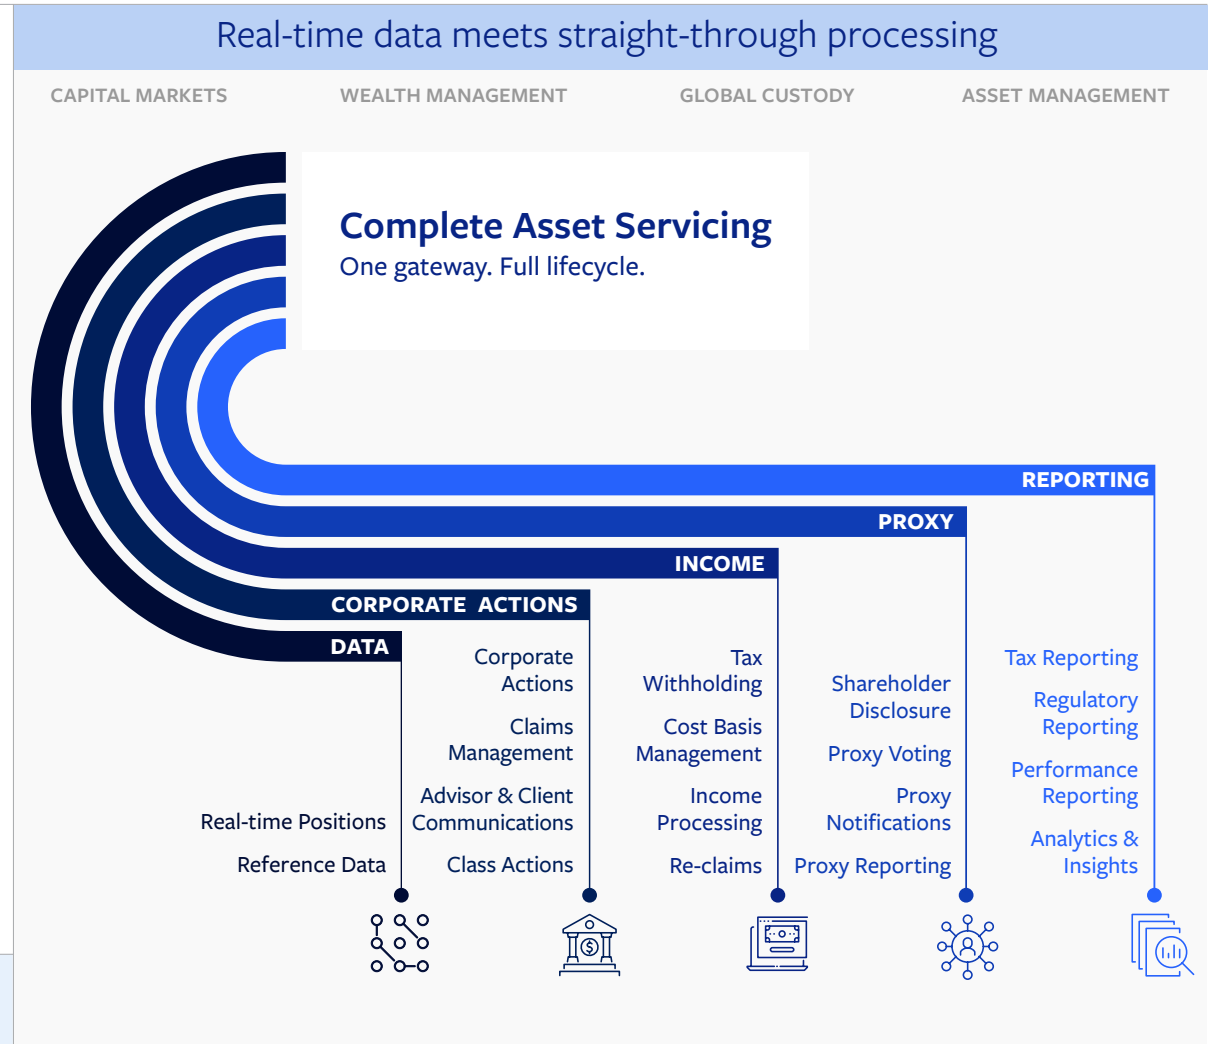 Real-time data meets straight-through processing
CAPITAL MARKETS
WEALTH MANAGEMENT
GLOBAL CUSTODY
ASSET MANAGEMENT
Complete Asset Servicing
One gateway. Full lifecycle.
REPORTING
PROXY
INCOME
CORPORATE ACTIONS
DATA
Real-time Positions
Reference Data
Corporate
Actions
Claims
Management
Advisor & Client
Communications
Class Actions
Tax
Withholding
Cost Basis
Management
Income
Processing
Re-claims
Shareholder
Disclosure
Proxy Voting
Proxy
Notifications
Proxy Reporting
Tax Reporting
Regulatory
Reporting
Performance
Reporting
Analytics &
Insights
$